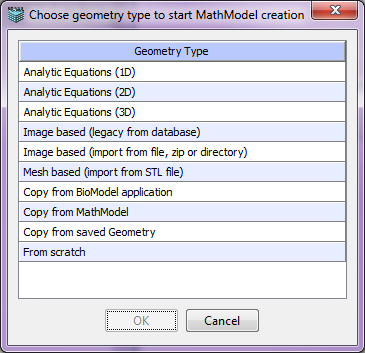 Choose geometry type to start MathModel creation
Geometry Type
Analytic Equations (1D)
Analytic Equations (2D)
Analytic Equations (3D)
Image based (legacy from database)
Image based (import from file, zip or directory)
Mesh based (import from STL file)
Copy from BioModel application
Copy from MathModel
Copy from saved Geometry
From scratch
OK
Cancel